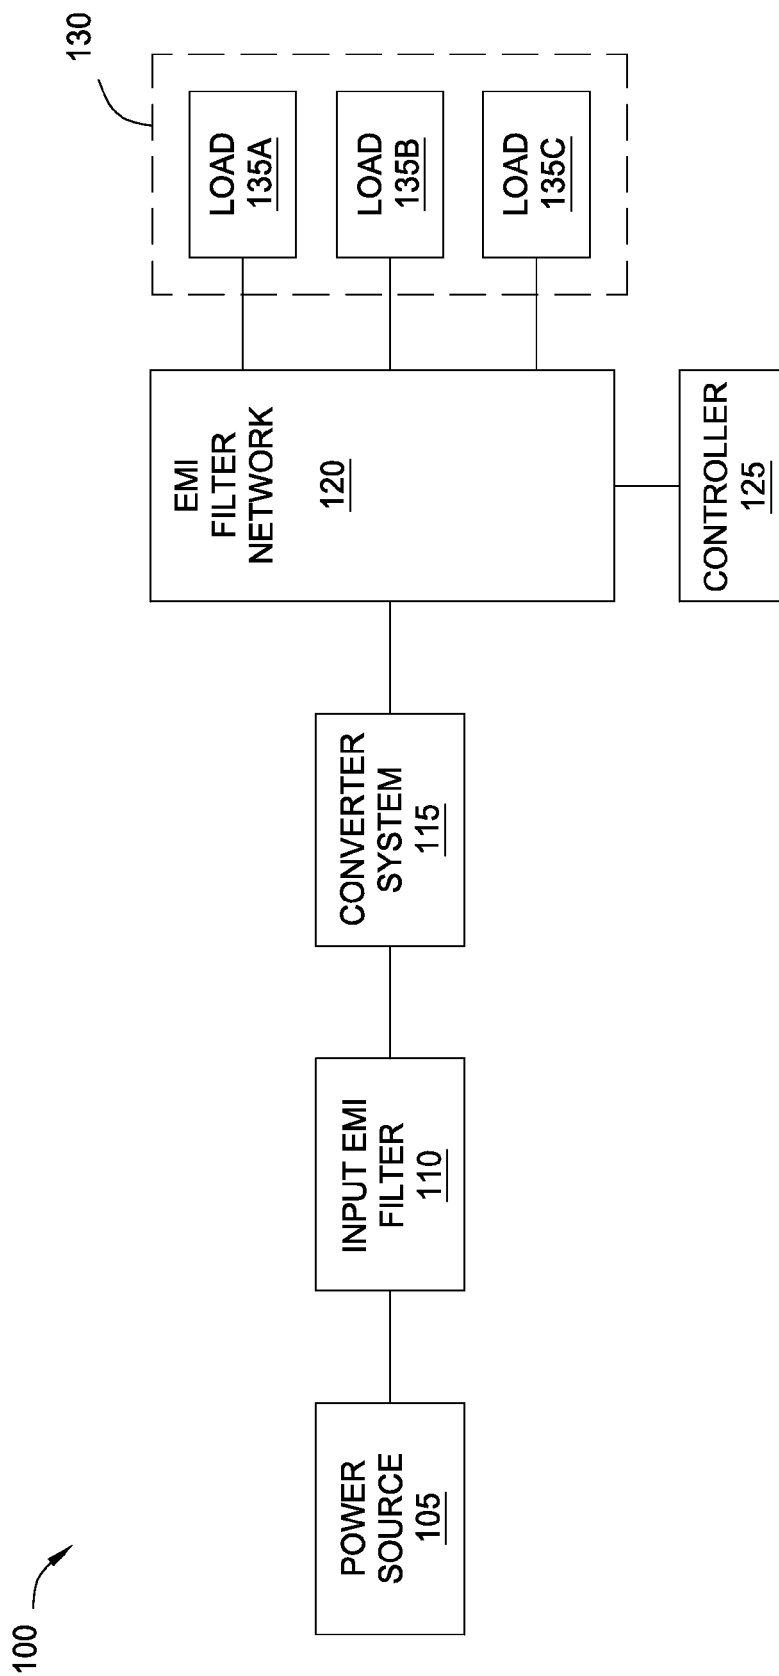 100
POWER
SOURCE
105
INPUT EMI
FILTER
110
CONVERTER
SYSTEM
115
EMI
FILTER
NETWORK
120
CONTROLLER
125
130
LOAD
135A
LOAD
135B
LOAD
135C